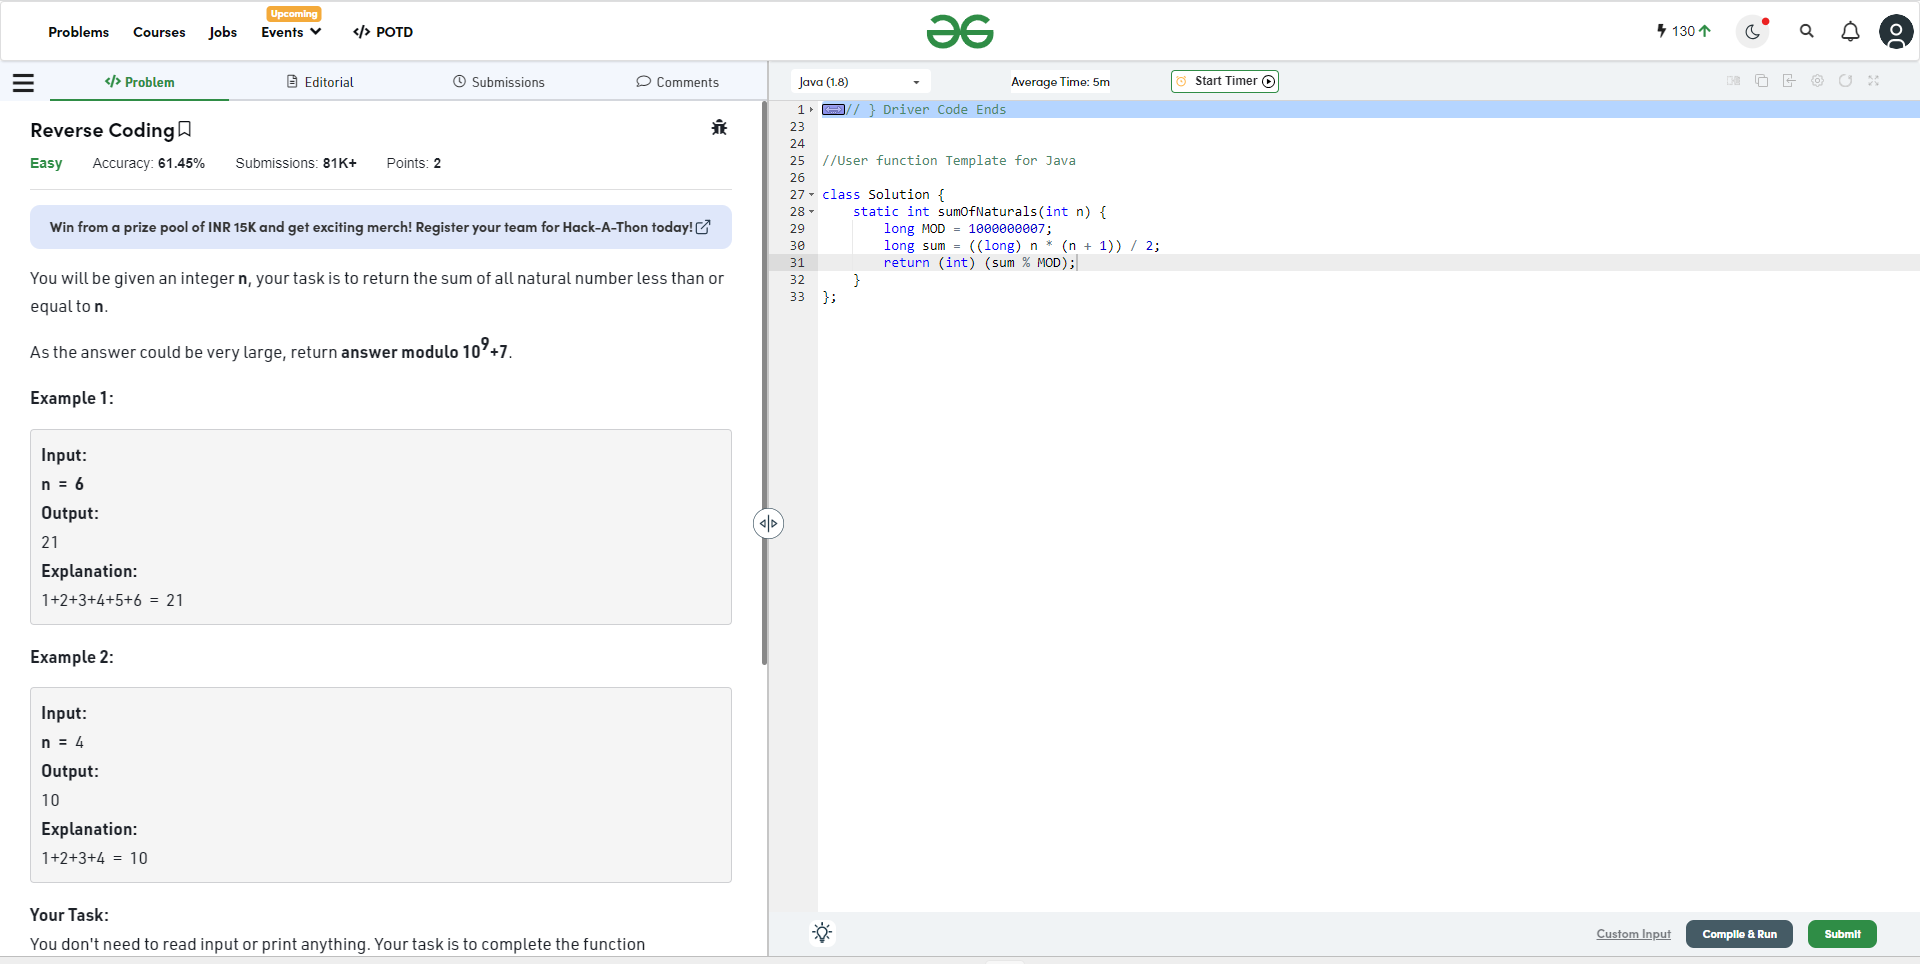 Problems Courses Jobs Upcoming Events </> POTD 130
</> Problem Editorial Submissions Comments
Java (1.8) Average Time: 5m Start Timer
Reverse Coding
Easy Accuracy: 61.45% Submissions: 81K+ Points: 2
Win from a prize pool of INR 15K and get exciting merch! Register your team for Hack-A-Thon today!
You will be given an integer n, your task is to return the sum of all natural number less than or
equal to n.
As the answer could be very large, return answer modulo 10^9+7.
Example 1:
Input:
n = 6
Output:
21
Explanation:
1+2+3+4+5+6 = 21
Example 2:
Input:
n = 4
Output:
10
Explanation:
1+2+3+4 = 10
Your Task:
You don't need to read input or print anything. Your task is to complete the function
1 // } Driver Code Ends
23
24
25 //User function Template for Java
26
27 class Solution {
28 static int sumOfNaturals(int n) {
29 long MOD = 1000000007;
30 long sum = ((long) n * (n + 1)) / 2;
31 return (int) (sum % MOD);
32 }
33 };
Custom Input Compile & Run Submit